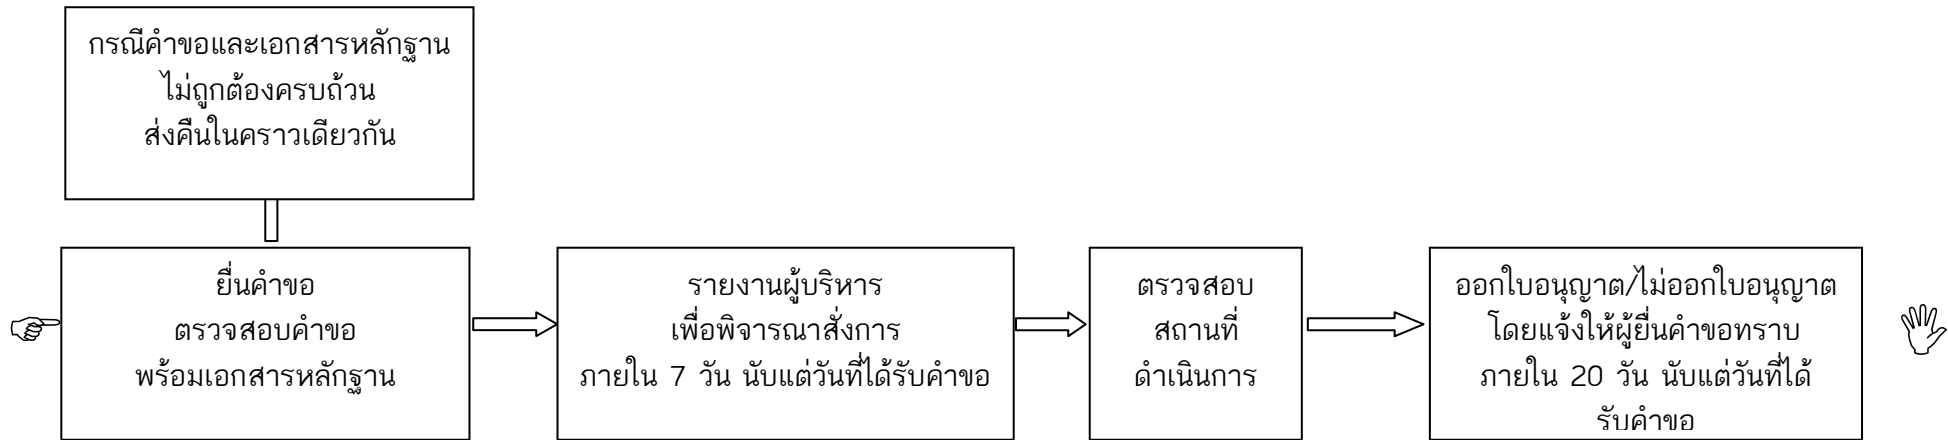 กรณีคำขอและเอกสารหลักฐาน
ไม่ถูกต้องครบถ้วน
ส่งคืนในคราวเดียวกัน
ยื่นคำขอ
ตรวจสอบคำขอ
พร้อมเอกสารหลักฐาน
รายงานผู้บริหาร
เพื่อพิจารณาสั่งการ
ภายใน 7 วัน นับแต่วันที่ได้รับคำขอ
ตรวจสอบ
สถานที่
ดำเนินการ
ออกใบอนุญาต/ไม่ออกใบอนุญาต
โดยแจ้งให้ผู้ยื่นคำขอทราบ
ภายใน 20 วัน นับแต่วันที่ได้
รับคำขอ